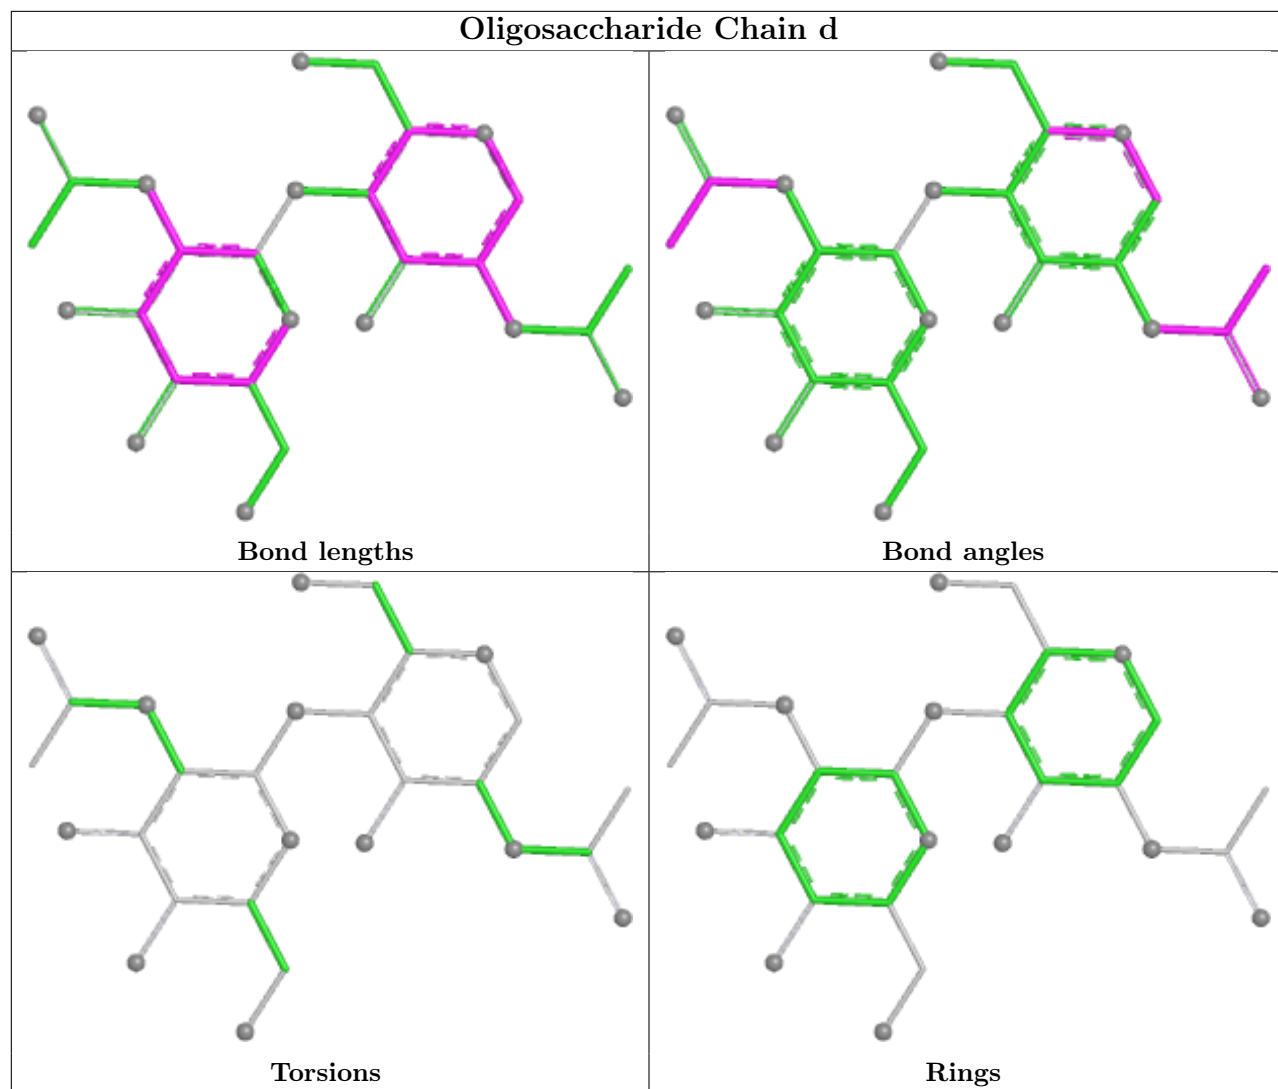 Oligosaccharide Chain d
Bond lengths
Bond angles
Torsions
Rings